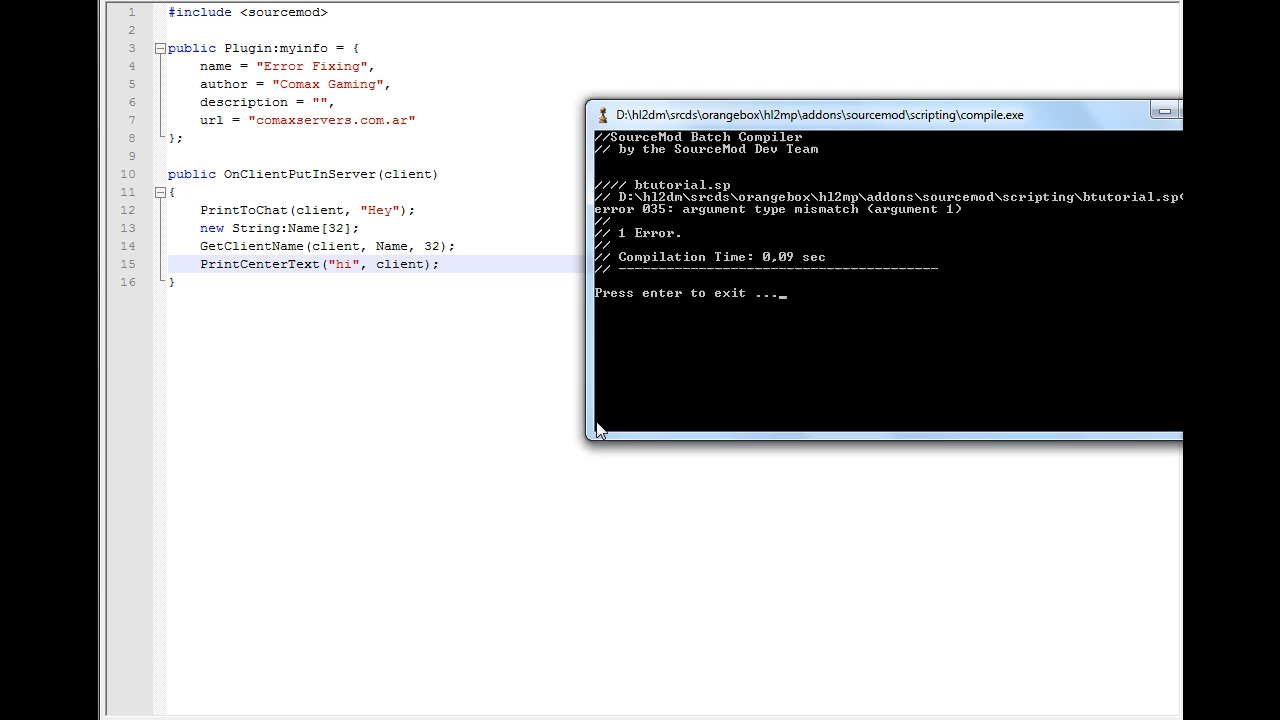 1 #include <sourcemod>
2
3 public Plugin:myinfo = {
4 name = "Error Fixing",
5 author = "Comax Gaming",
6 description = "",
7 url = "comaxservers.com.ar"
8 };
9
10 public OnClientPutInServer(client)
11 {
12 PrintToChat(client, "Hey");
13 new String:Name[32];
14 GetClientName(client, Name, 32);
15 PrintCenterText("hi", client);
16 }
D:\hl2dm\srcds\orangebox\hl2mp\addons\sourcemod\scripting\compile.exe
//SourceMod Batch Compiler
// by the SourceMod Dev Team
//// btutorial.sp
// D:\hl2dm\srcds\orangebox\hl2mp\addons\sourcemod\scripting\btutorial.sp(
error 035: argument type mismatch (argument 1)
//
// 1 Error.
//
// Compilation Time: 0,09 sec
// ----------------------------------------
Press enter to exit ..._